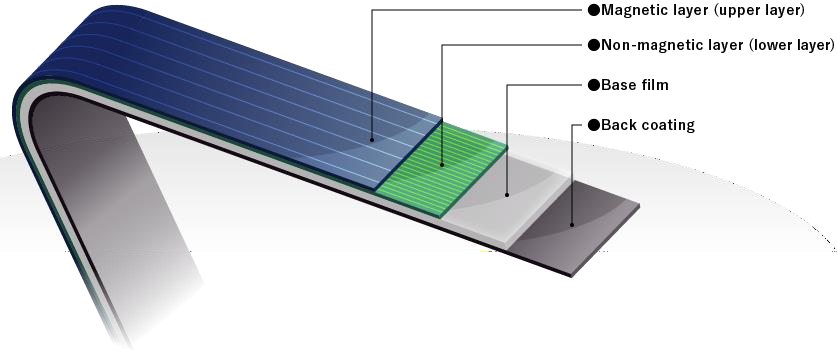 ●Magnetic layer (upper layer)
●Non-magnetic layer (lower layer)
●Base film
●Back coating